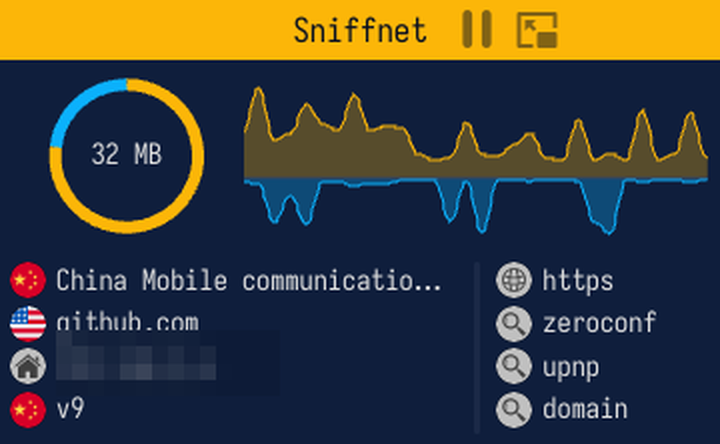 Sniffnet
32 MB
China Mobile communicatio...
github.com
v9
https
zeroconf
upnp
domain